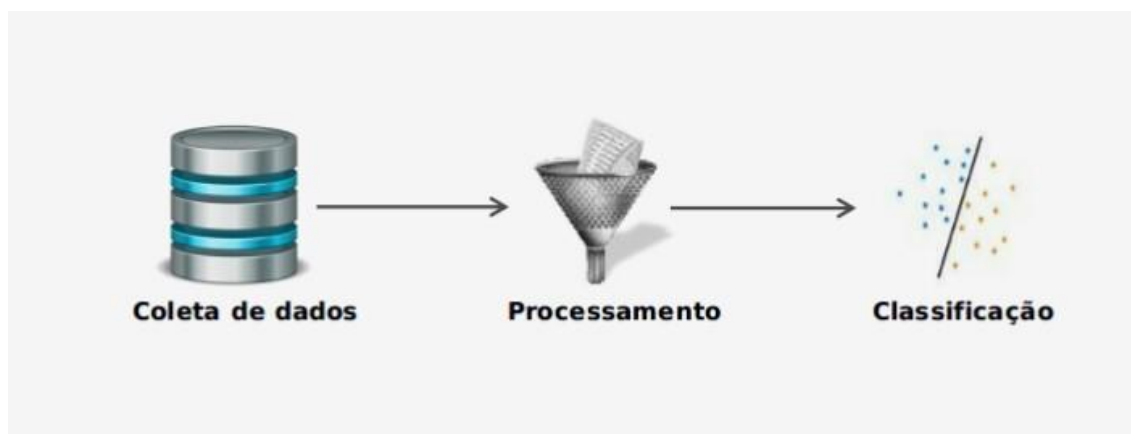 Coleta de dados
Processamento
Classificação